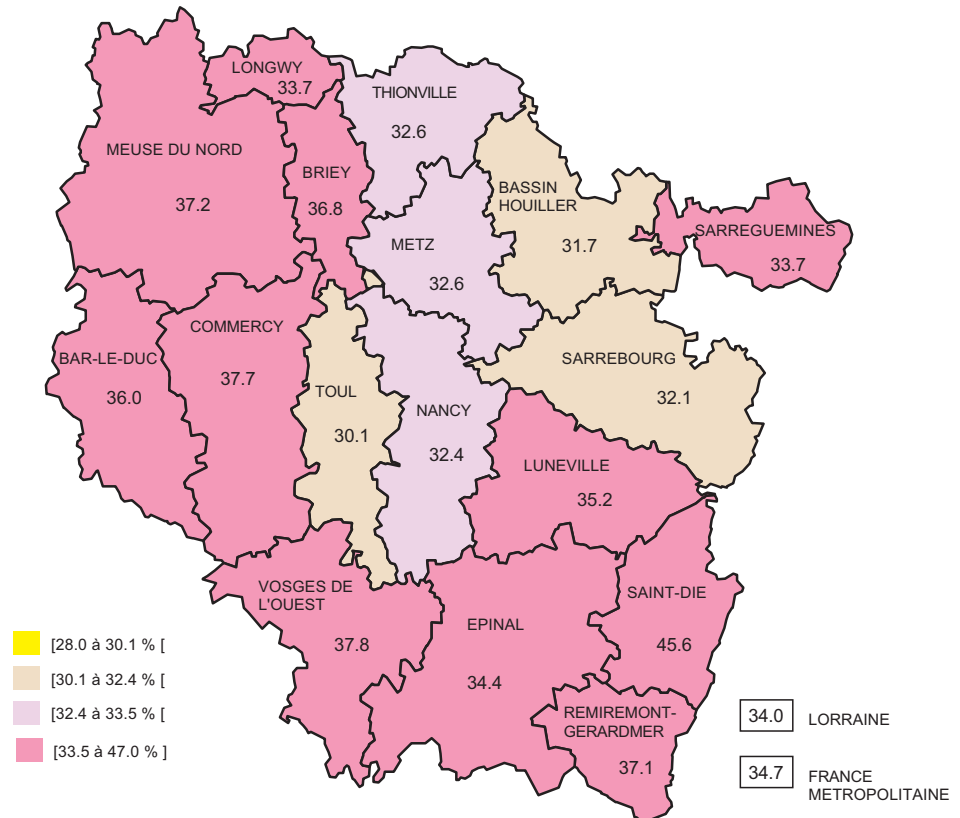 LONGWY
33.7
THIONVILLE
32.6
MEUSE DU NORD
37.2
BRIEY
36.8
BASSIN
HOUILLER
31.7
METZ
32.6
SARREGUEMINES
33.7
COMMERCY
37.7
BAR-LE-DUC
36.0
TOUL
30.1
NANCY
32.4
SARREBOURG
32.1
LUNEVILLE
35.2
VOSGES DE
L'OUEST
37.8
EPINAL
34.4
SAINT-DIE
45.6
REMIREMONT-
GERARDMER
37.1
[28.0 à 30.1 % [
[30.1 à 32.4 % [
[32.4 à 33.5 % [
[33.5 à 47.0 % ]
34.0 LORRAINE
34.7 FRANCE
METROPOLITAINE